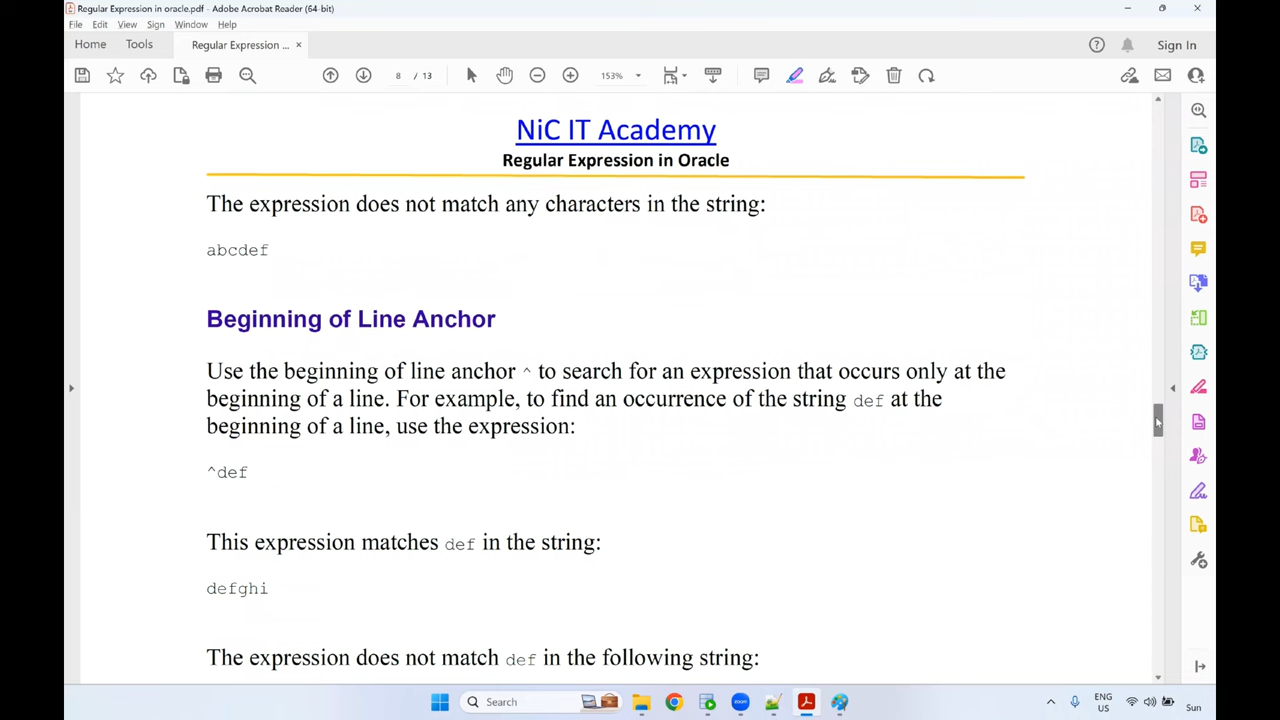 Regular Expression in oracle.pdf - Adobe Acrobat Reader (64-bit)
File Edit View Sign Window Help
Home Tools Regular Expression ... × Sign In
8 / 13 153%
NiC IT Academy
Regular Expression in Oracle
The expression does not match any characters in the string:
abcdef
Beginning of Line Anchor
Use the beginning of line anchor ^ to search for an expression that occurs only at the
beginning of a line. For example, to find an occurrence of the string def at the
beginning of a line, use the expression:
^def
This expression matches def in the string:
defghi
The expression does not match def in the following string:
Search
ENG
US
Sun